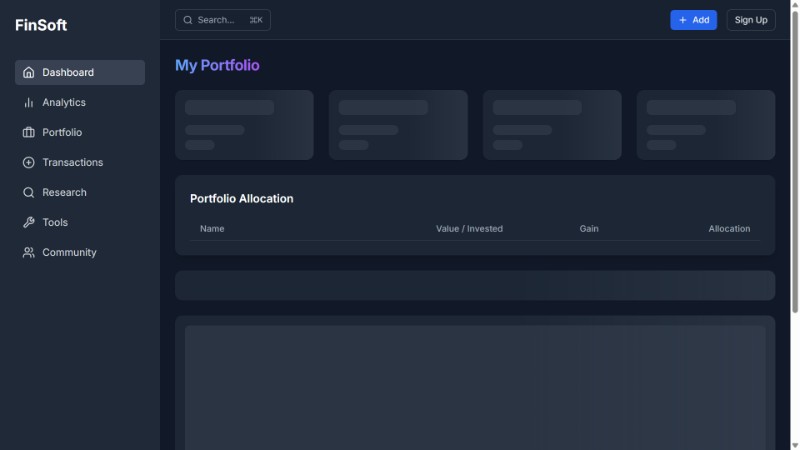 FinSoft
Search... ⌘K
Add
Sign Up
Dashboard
Analytics
Portfolio
Transactions
Research
Tools
Community
My Portfolio
Portfolio Allocation
Name Value / Invested Gain Allocation